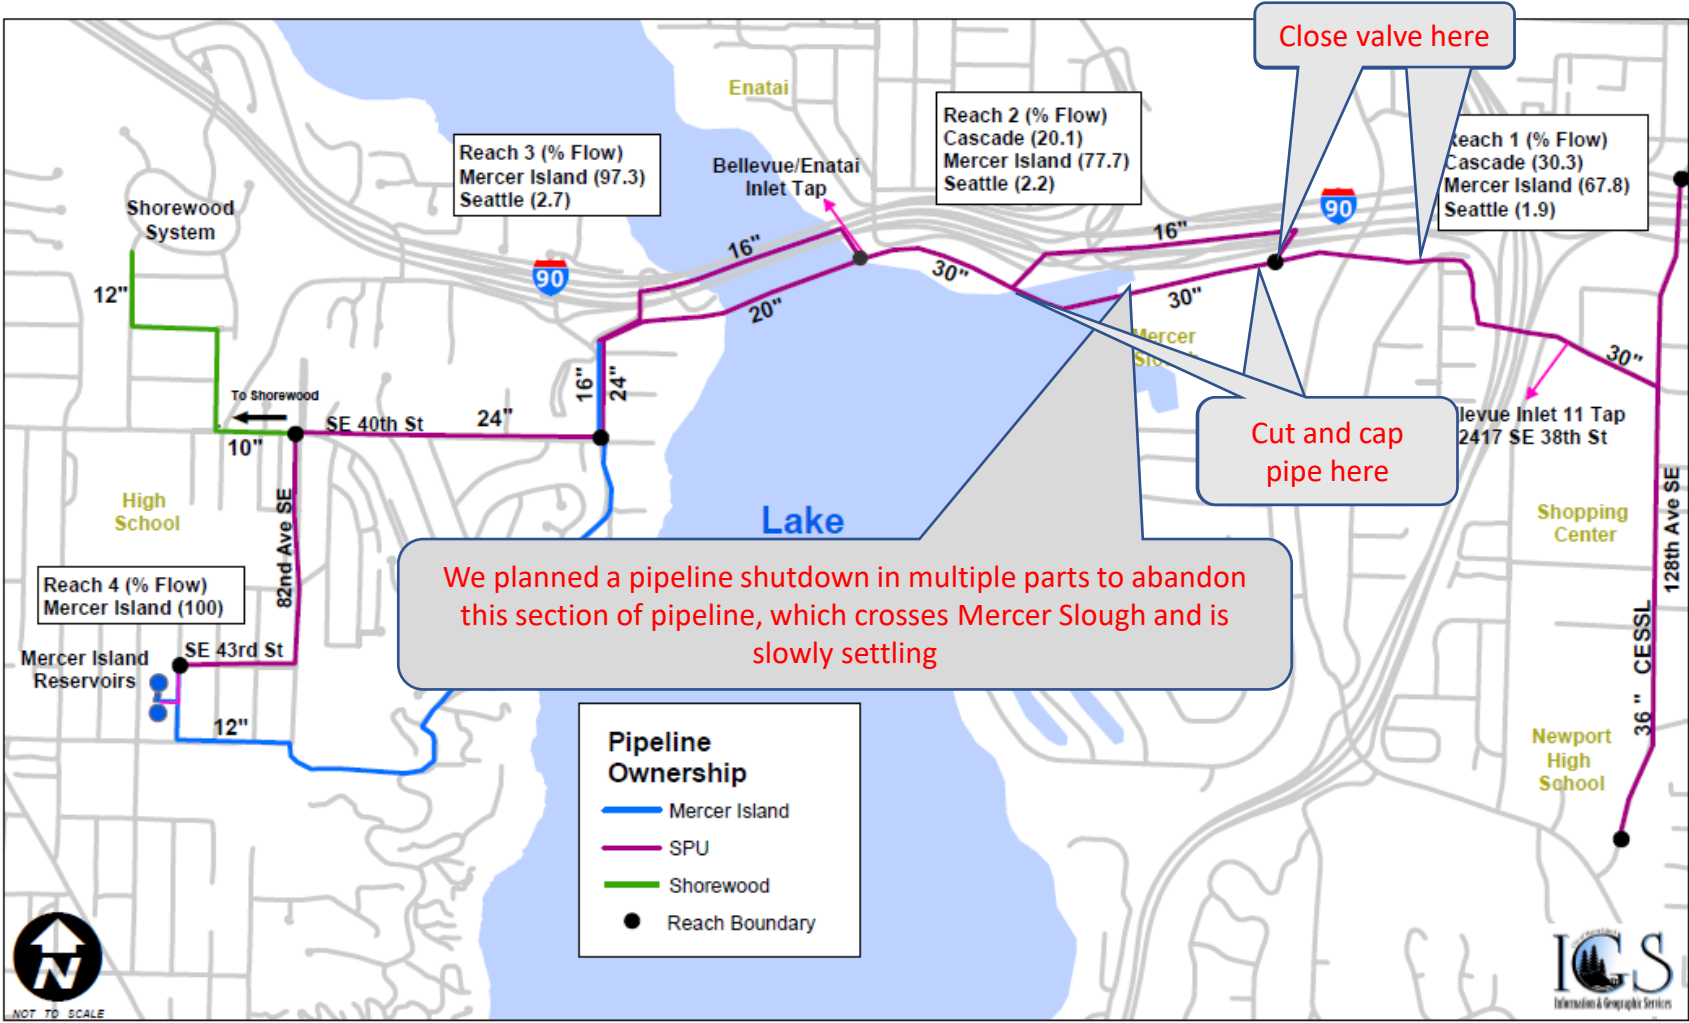 Close valve here
Enatai
Reach 2 (% Flow)
Cascade (20.1)
Mercer Island (77.7)
Seattle (2.2)
Reach 1 (% Flow)
Cascade (30.3)
Mercer Island (67.8)
Seattle (1.9)
Reach 3 (% Flow)
Mercer Island (97.3)
Seattle (2.7)
Bellevue/Enatai
Inlet Tap
Shorewood
System
90
16"
16"
90
12"
30"
20"
30"
Mercer
30"
16"
24"
To Shorewood
SE 40th St
24"
10"
Cut and cap
pipe here
Inlet 11 Tap
2417 SE 38th St
High
School
82nd Ave SE
Lake
Shopping
Center
128th Ave SE
We planned a pipeline shutdown in multiple parts to abandon
this section of pipeline, which crosses Mercer Slough and is
slowly settling
Reach 4 (% Flow)
Mercer Island (100)
Mercer Island
Reservoirs
SE 43rd St
12"
36 " CESSL
Newport
High
School
Pipeline
Ownership
Mercer Island
SPU
Shorewood
Reach Boundary
N
NOT TO SCALE
IGS
Information & Geographic Services